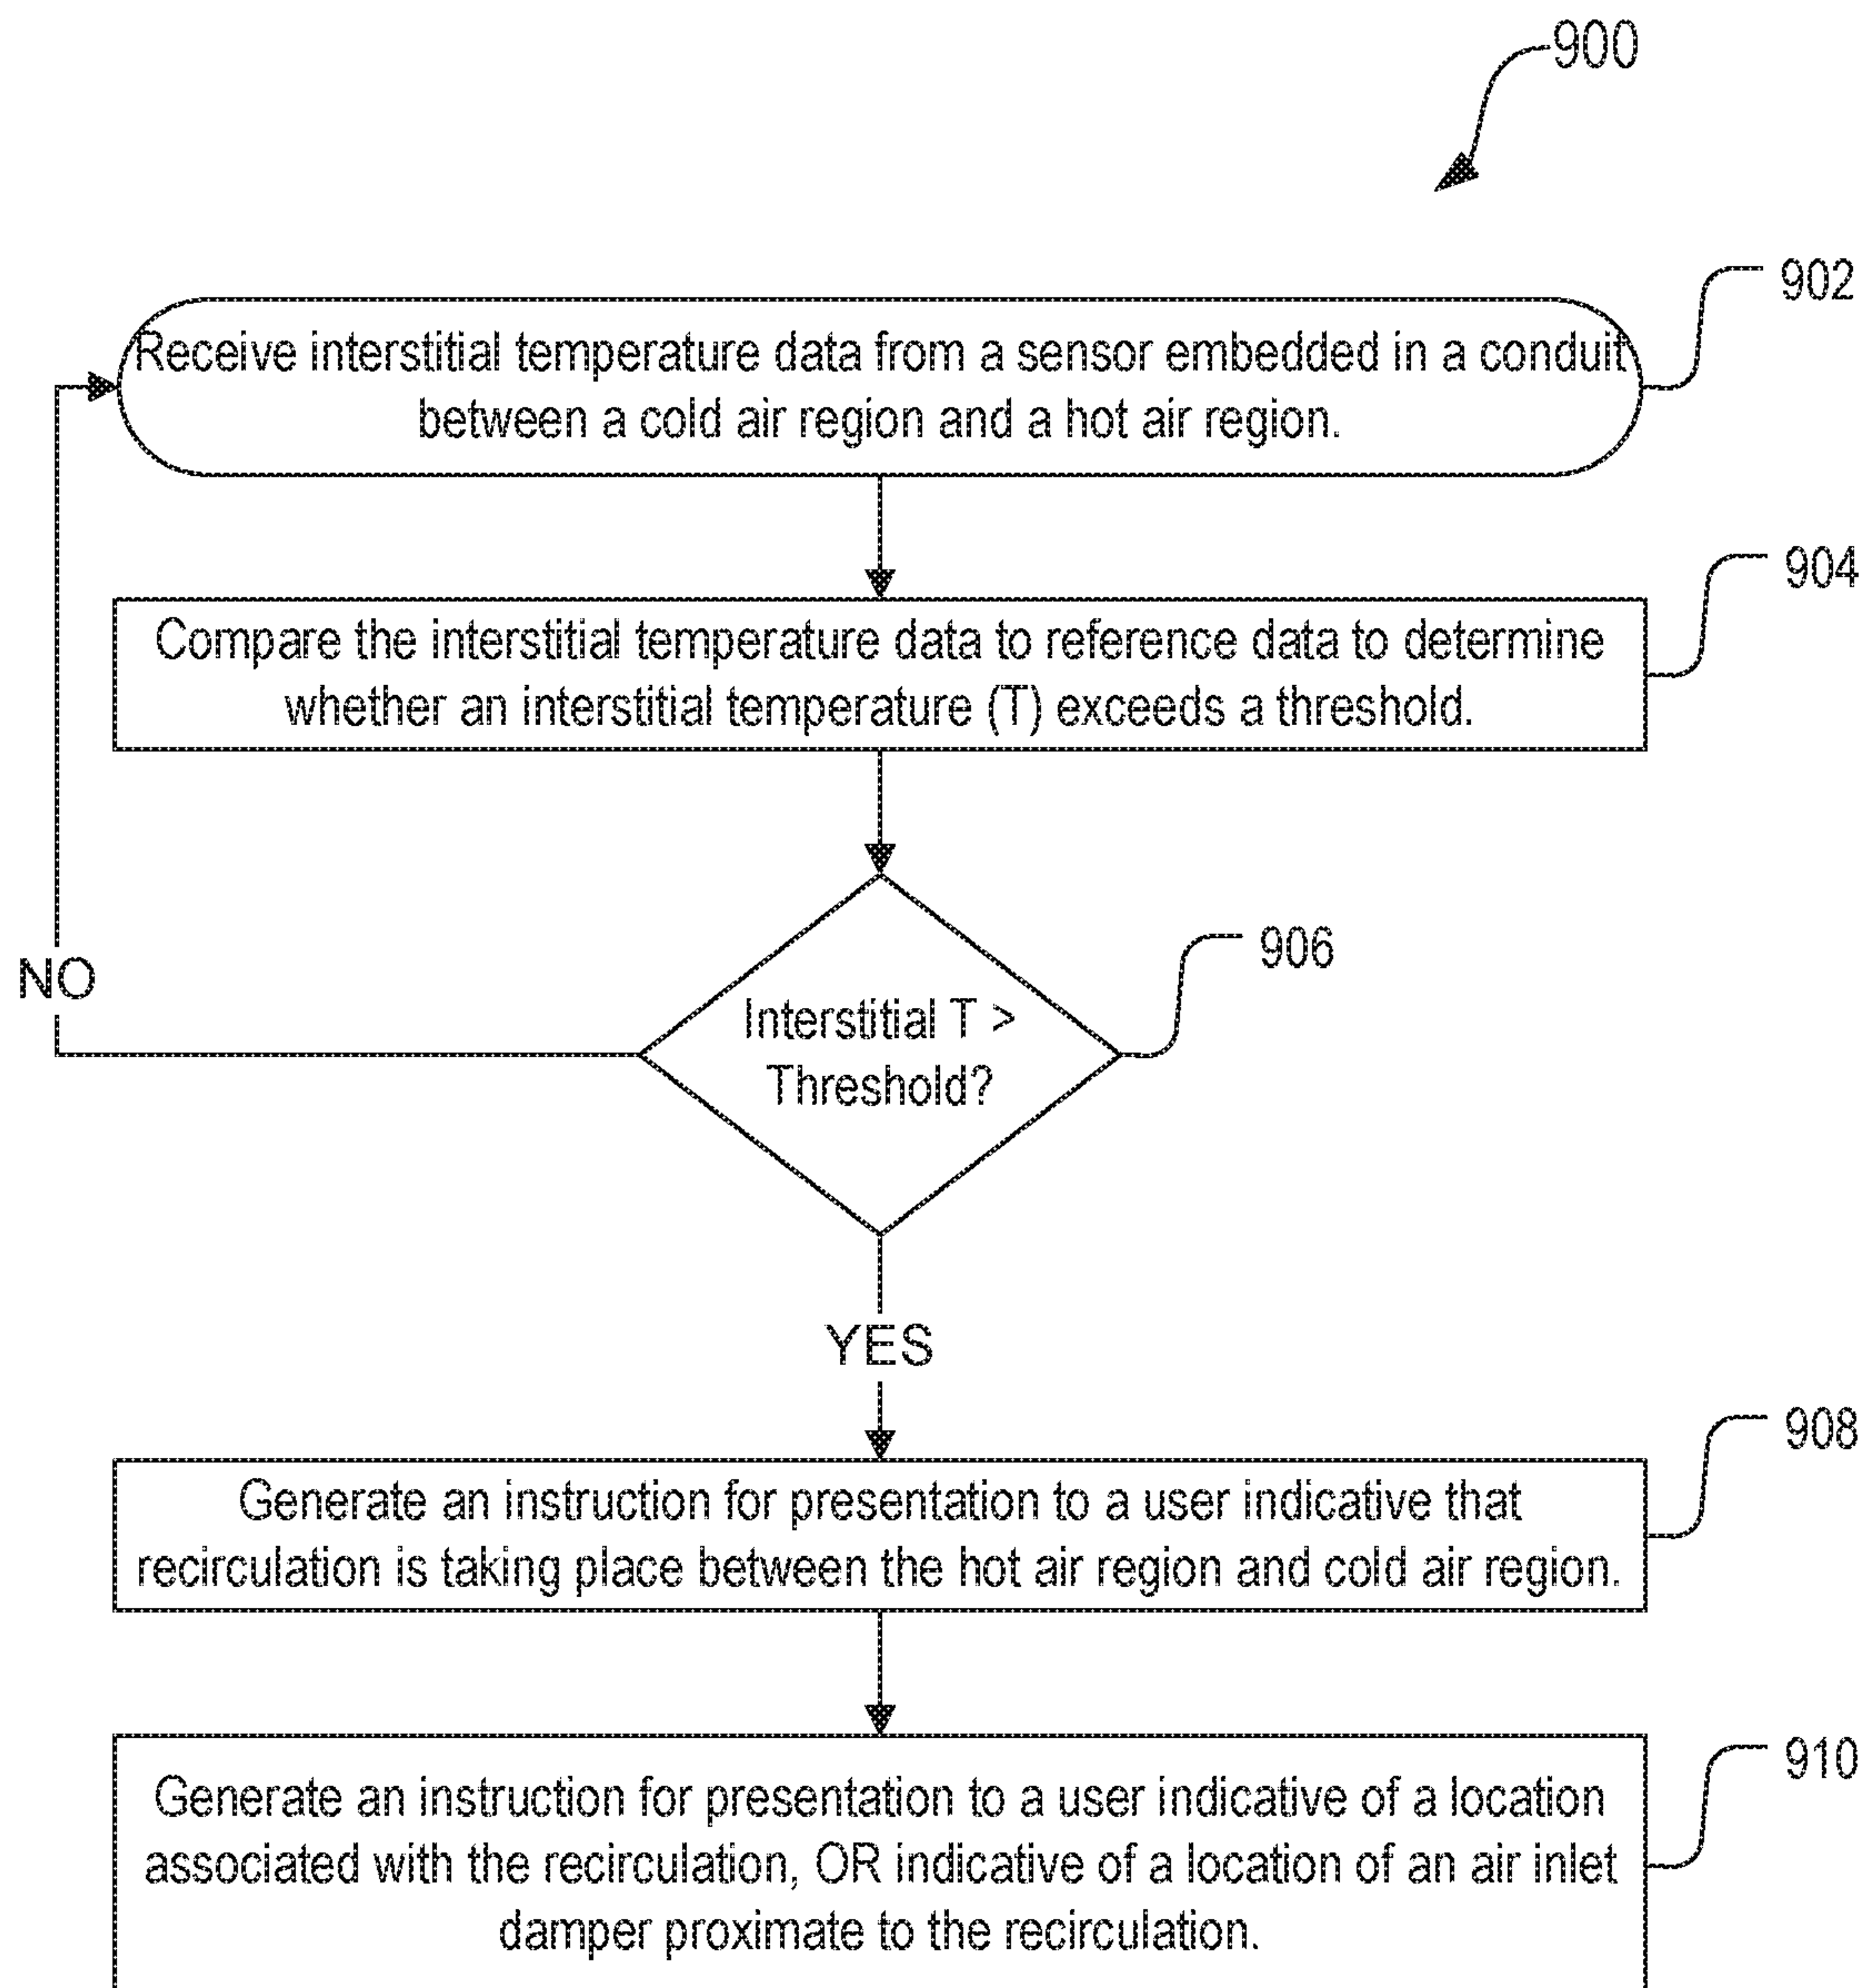 900
902
Receive interstitial temperature data from a sensor embedded in a conduit
between a cold air region and a hot air region.
904
Compare the interstitial temperature data to reference data to determine
whether an interstitial temperature (T) exceeds a threshold.
906
NO
Interstitial T >
Threshold?
YES
908
Generate an instruction for presentation to a user indicative that
recirculation is taking place between the hot air region and cold air region.
910
Generate an instruction for presentation to a user indicative of a location
associated with the recirculation, OR indicative of a location of an air inlet
damper proximate to the recirculation.